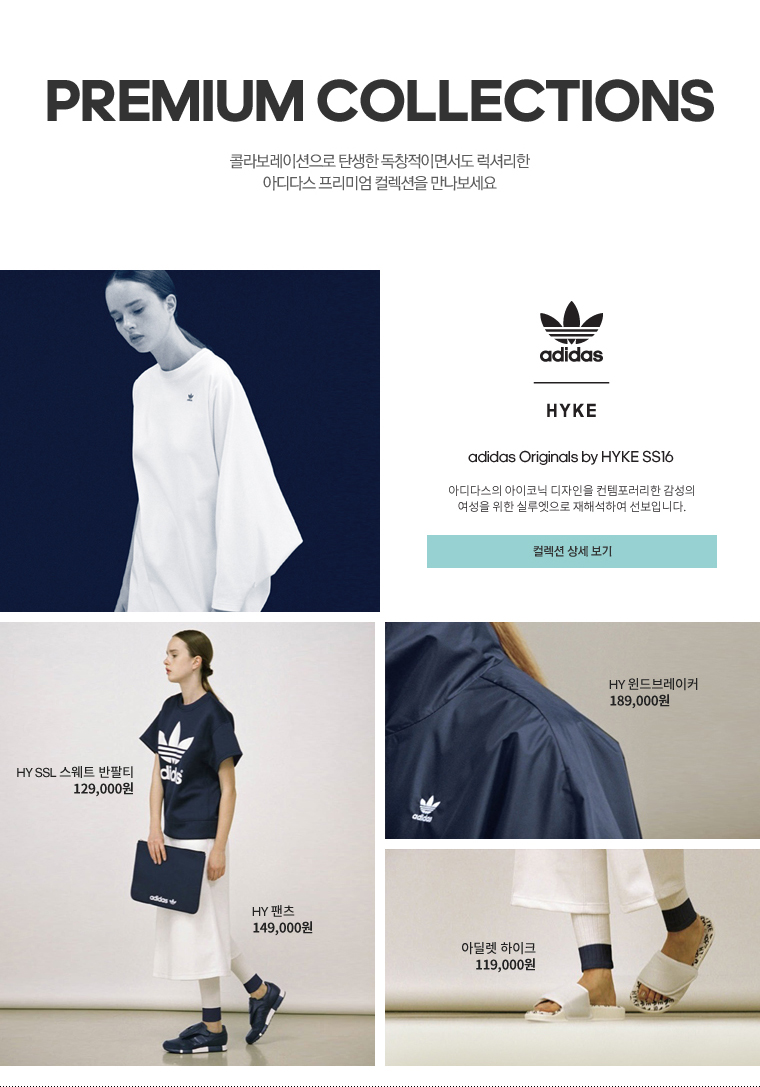 PREMIUM COLLECTIONS
콜라보레이션으로 탄생한 독창적이면서도 럭셔리한
아디다스 프리미엄 컬렉션을 만나보세요
adidas
HYKE
adidas Originals by HYKE SS16
아디다스의 아이코닉 디자인을 컨템포러리한 감성의
여성을 위한 실루엣으로 재해석하여 선보입니다.
컬렉션 상세 보기
HY SSL 스웨트 반팔티
129,000원
adidas
adidas
HY 팬츠
149,000원
HY 윈드브레이커
189,000원
adidas
아딜렛 하이크
119,000원